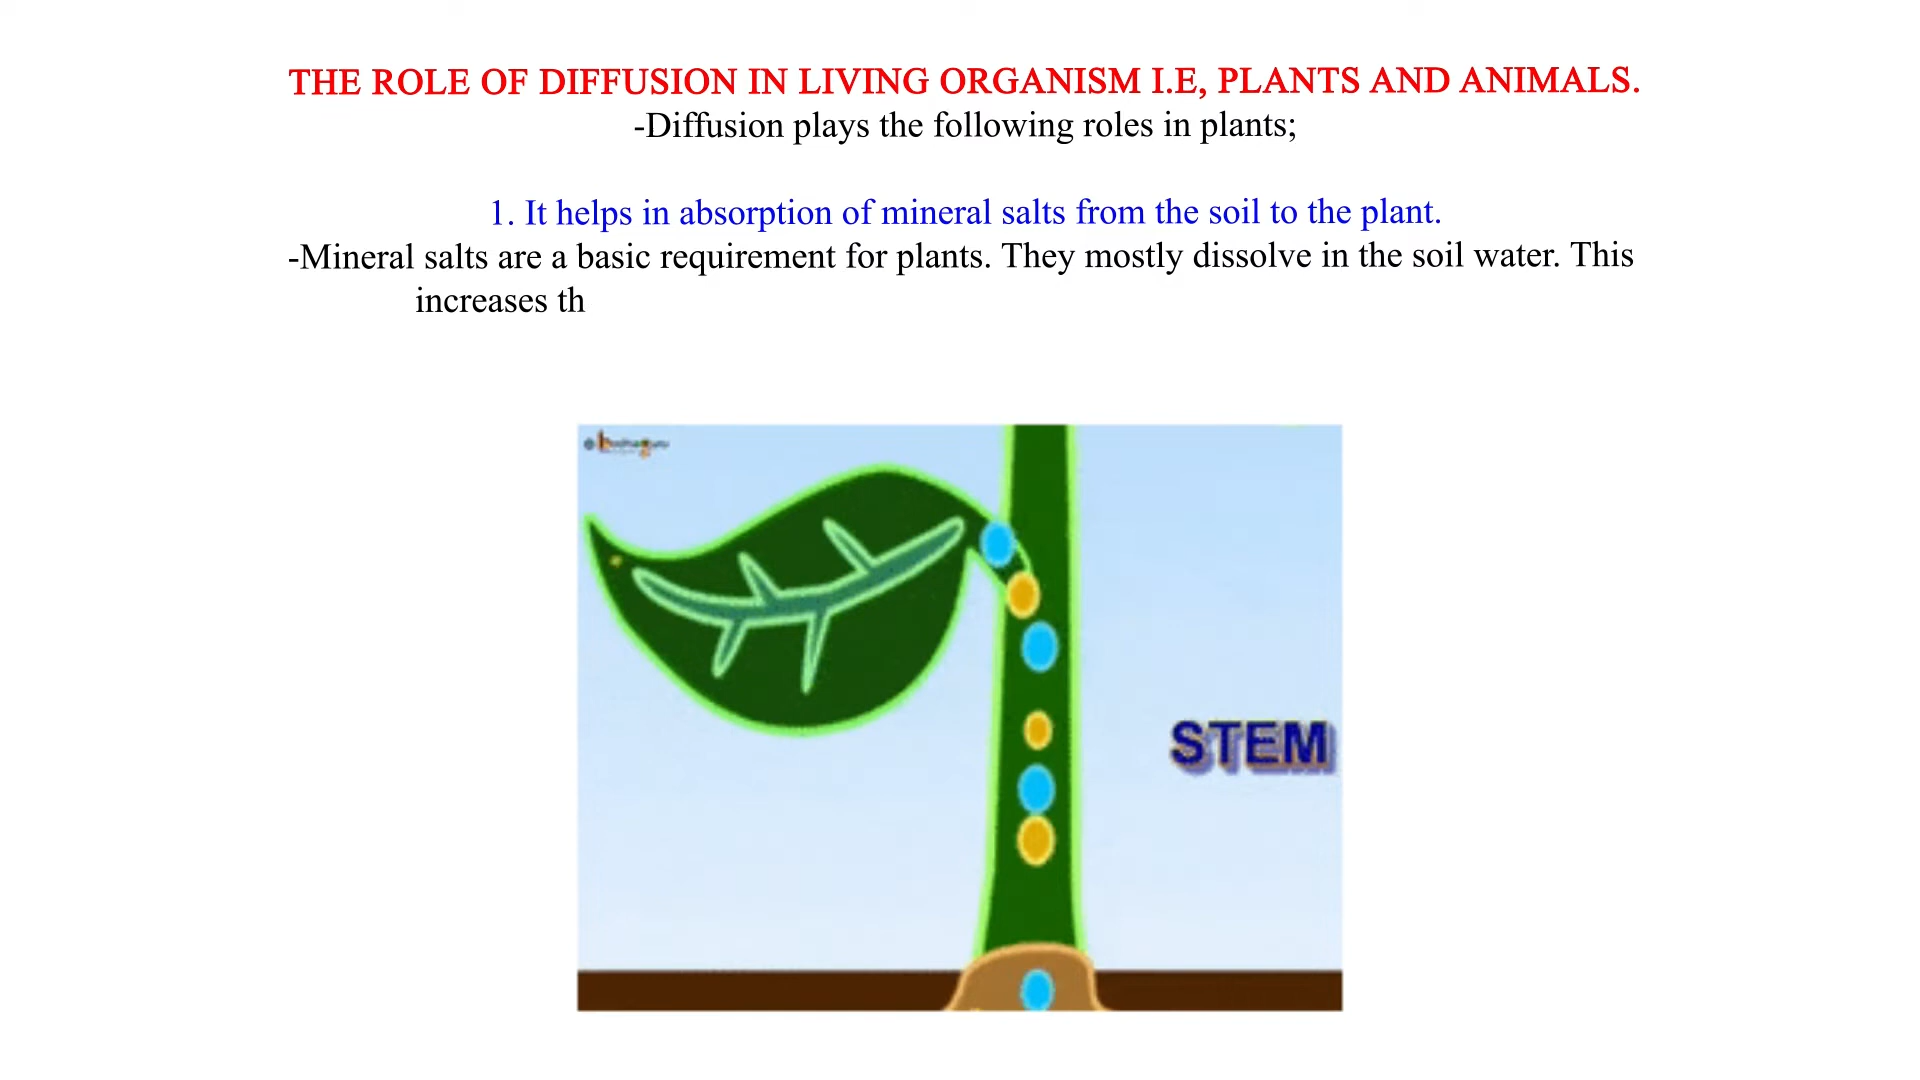 THE ROLE OF DIFFUSION IN LIVING ORGANISM I.E, PLANTS AND ANIMALS.
-Diffusion plays the following roles in plants;
1. It helps in absorption of mineral salts from the soil to the plant.
-Mineral salts are a basic requirement for plants. They mostly dissolve in the soil water. This
increases th
STEM